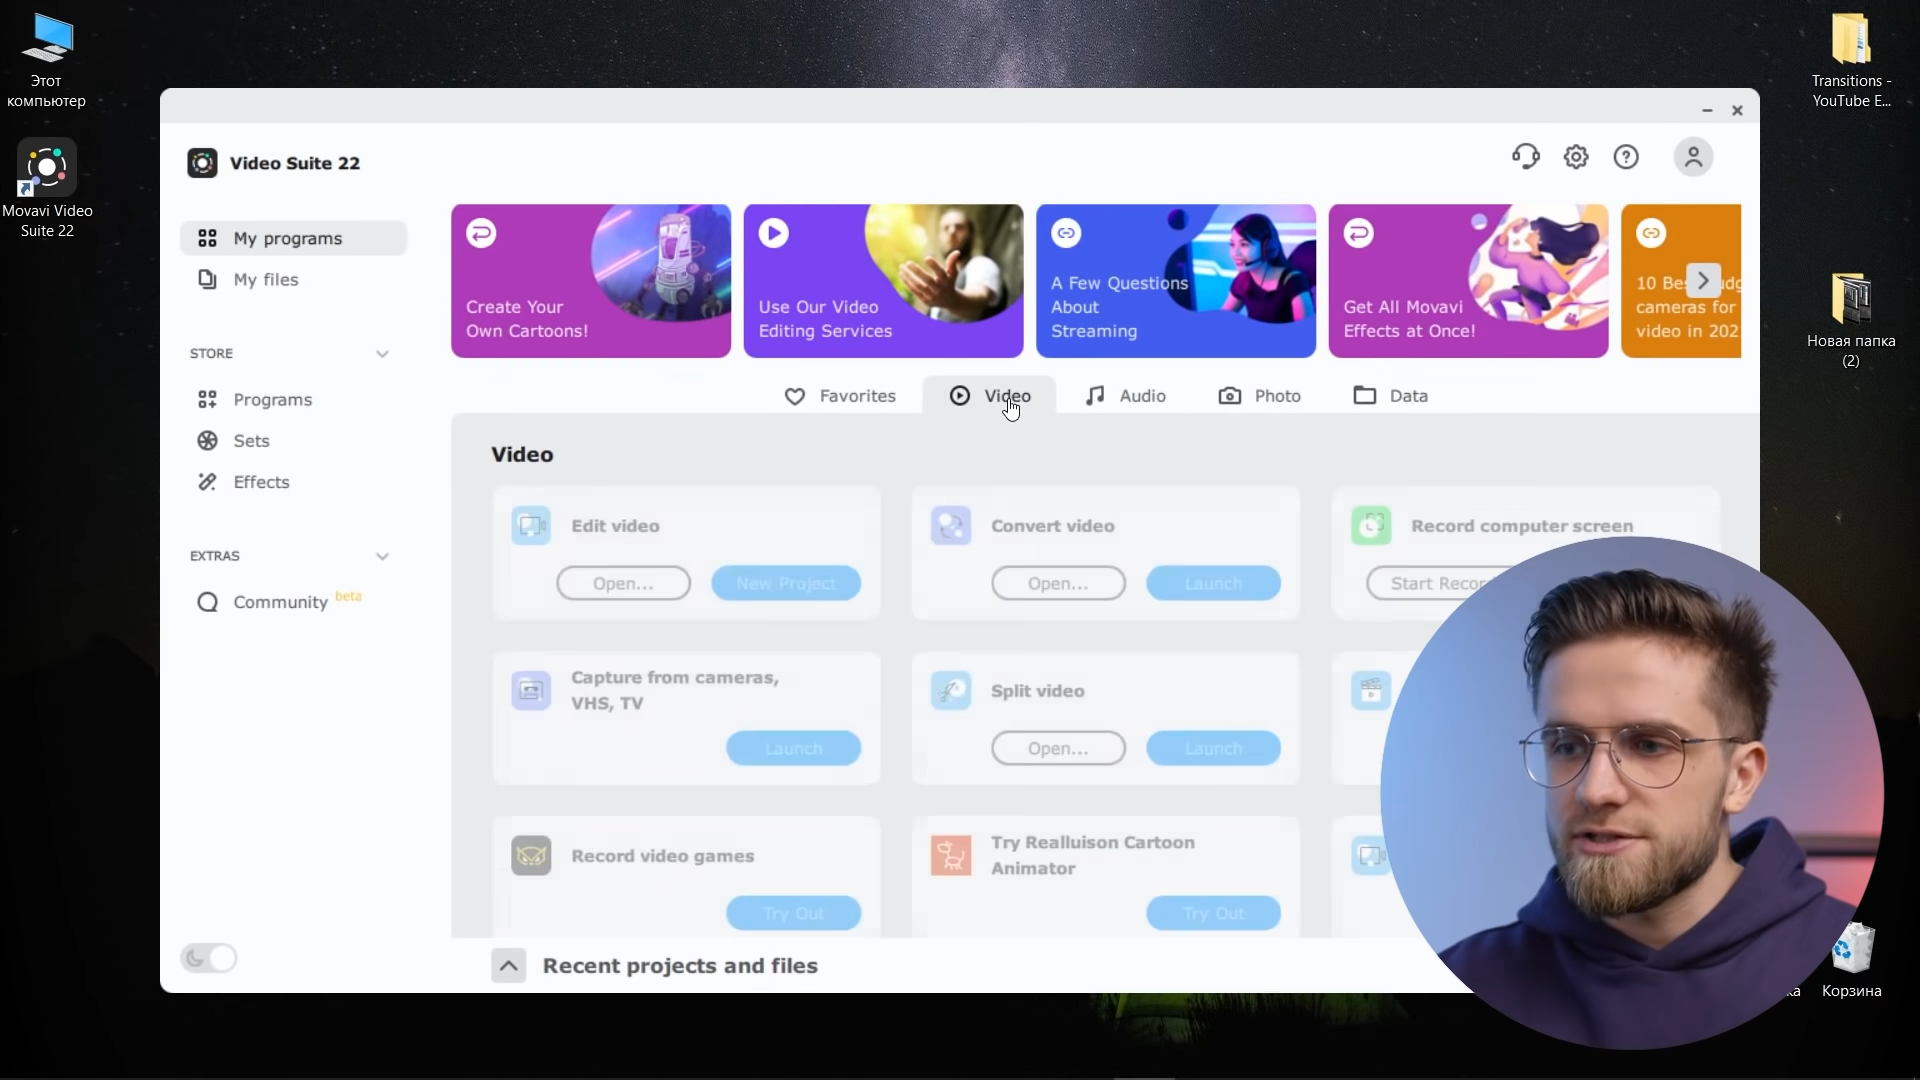 Этот
компьютер
Movavi Video
Suite 22
Transitions -
YouTube E...
Новая папка
(2)
Корзина
Video Suite 22
My programs
My files
STORE
Programs
Sets
Effects
EXTRAS
Community beta
Create Your
Own Cartoons!
Use Our Video
Editing Services
A Few Questions
About
Streaming
Get All Movavi
Effects at Once!
10
cameras for
video in
Favorites
Video
Audio
Photo
Data
Video
Edit video
Open...
New Project
Convert video
Open...
Launch
Record computer screen
Start
Capture from cameras,
VHS, TV
Launch
Split video
Open...
Launch
Record video games
Try Out
Try Realluison Cartoon
Animator
Try Out
Recent projects and files